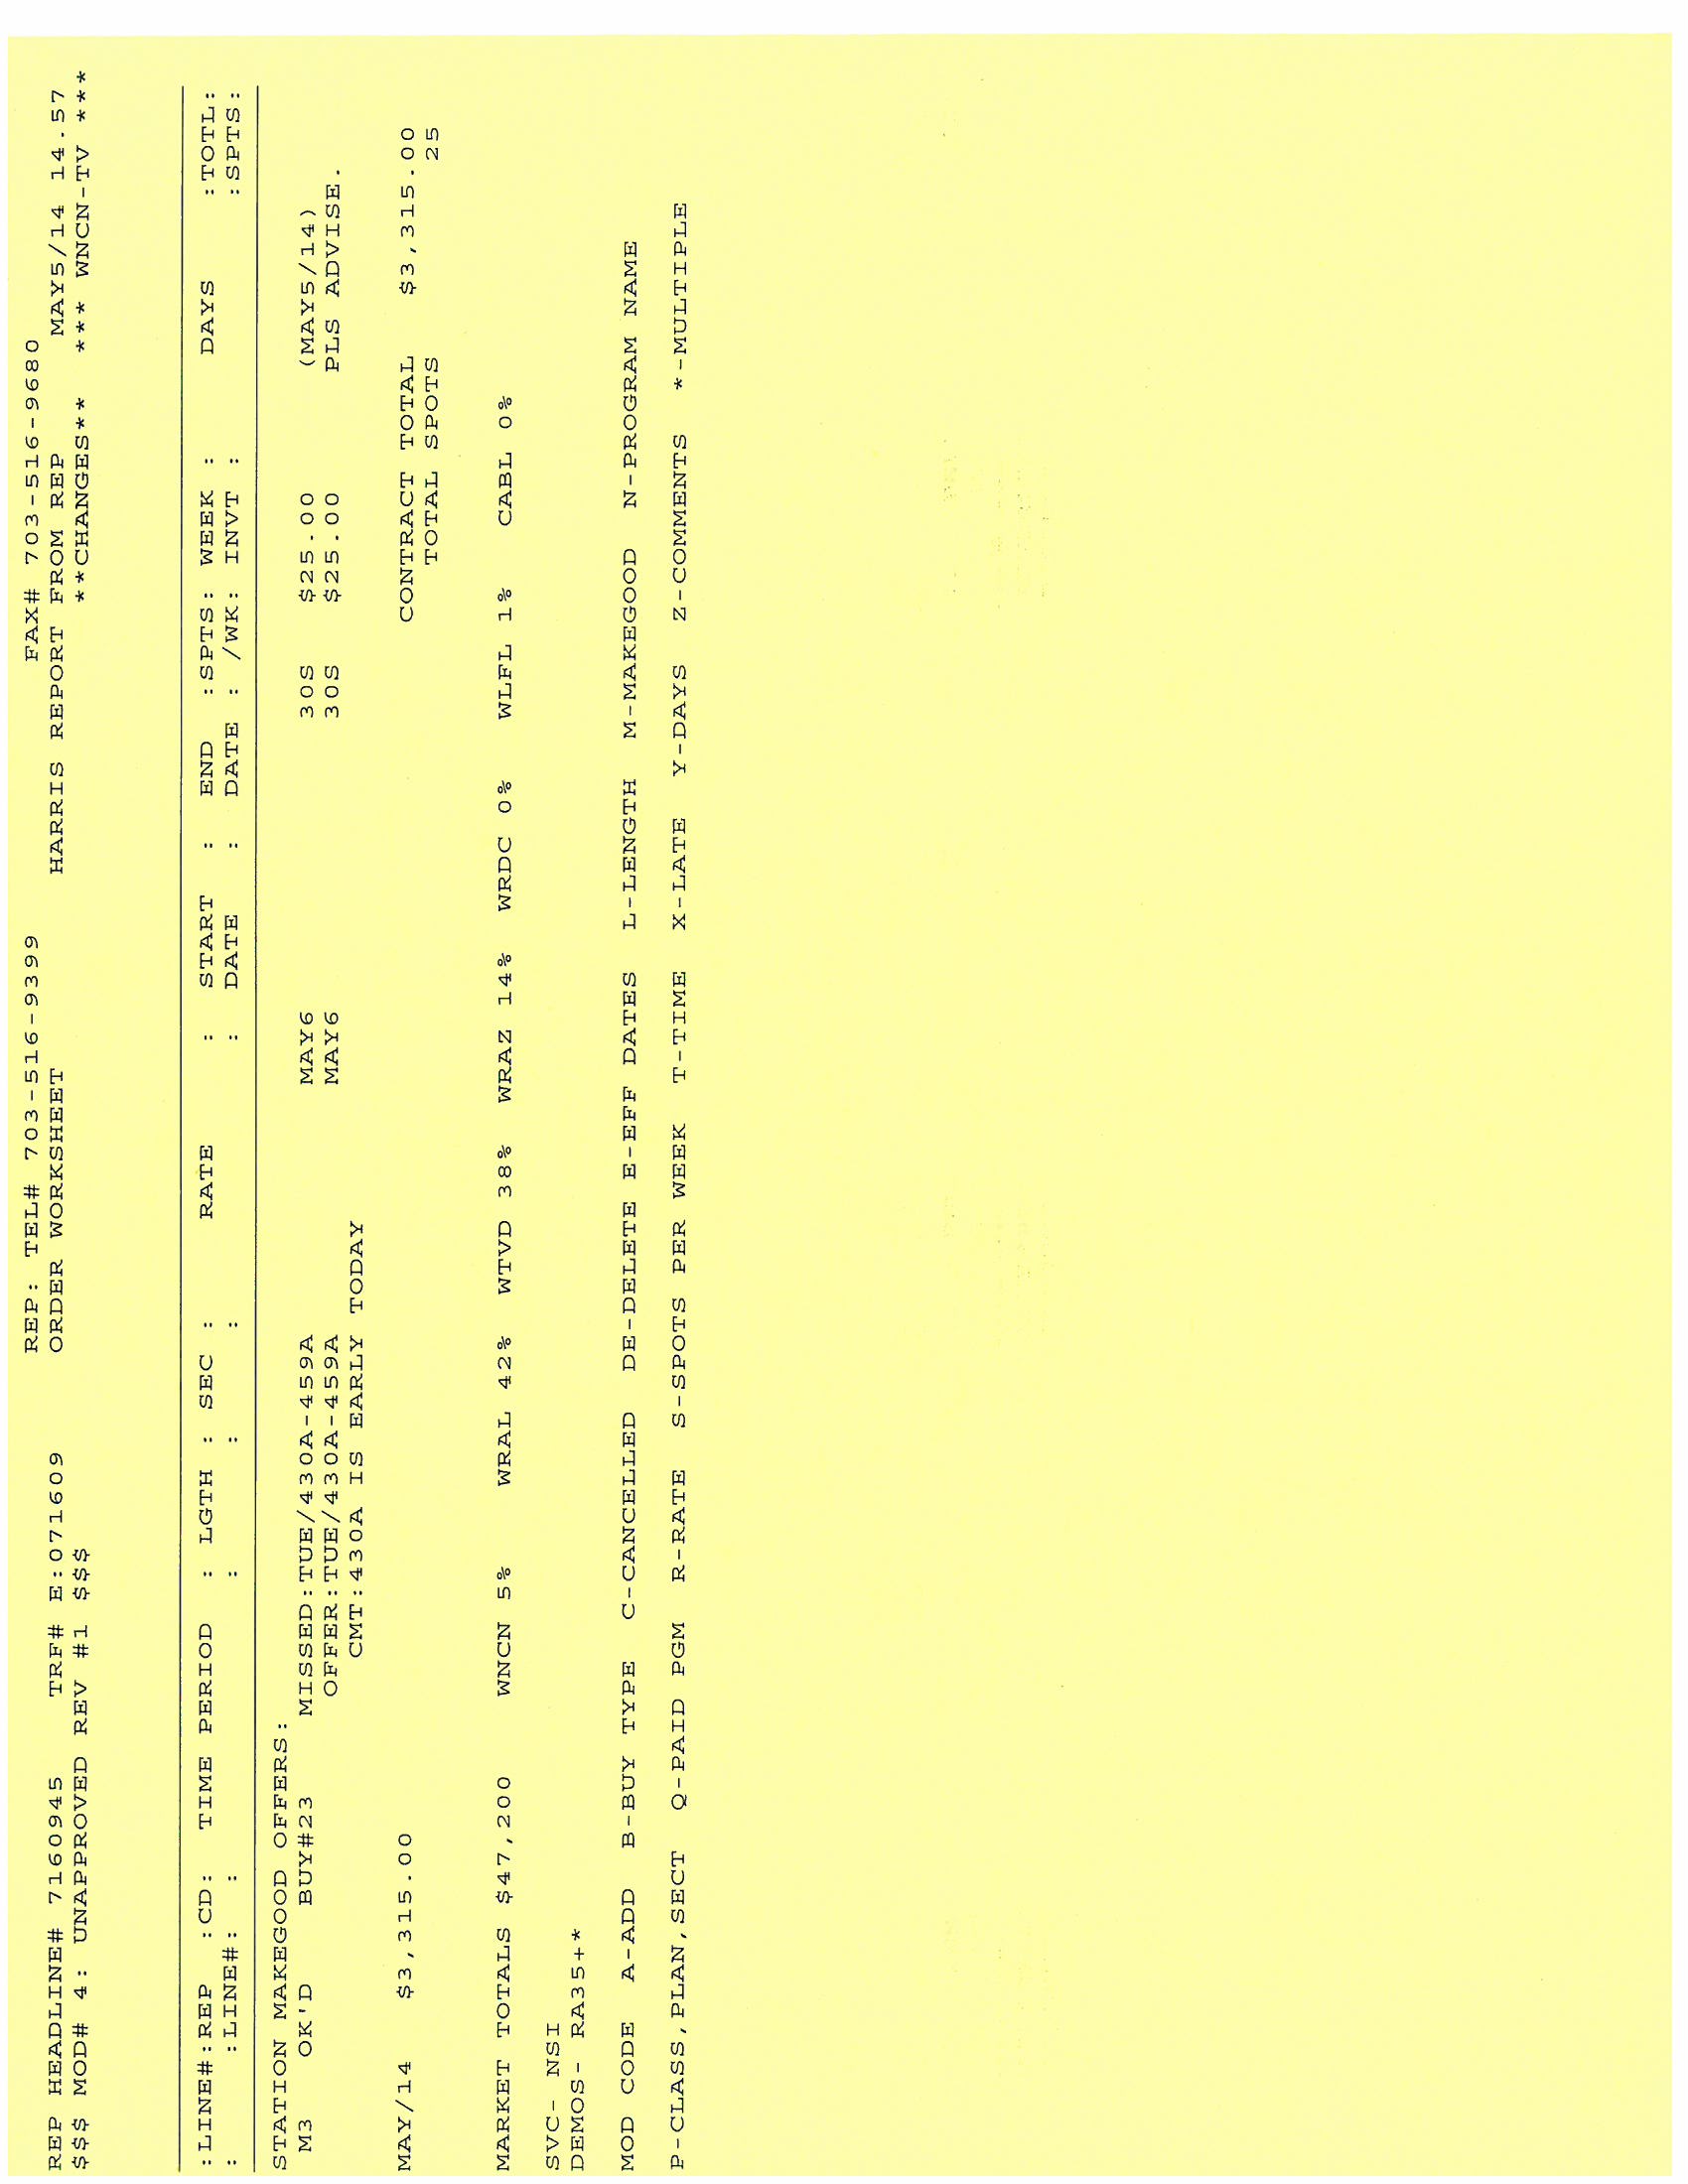 REP: TEL# 703-516-9399 FAX# 703-516-9680
REP HEADLINE# 7160945 TRF# E:071609 ORDER WORKSHEET HARRIS REPORT FROM REP MAY5/14 14.57
$$$ MOD# 4: UNAPPROVED REV #1 $$$ **CHANGES** *** WNCN-TV ***
:LINE#:REP :CD: TIME PERIOD : LGTH : SEC : RATE : START : END :SPTS: WEEK : DAYS :TOTL:
: :LINE#: : : : : : DATE : DATE : /WK: INVT : :SPTS:
STATION MAKEGOOD OFFERS:
M3 OK'D BUY#23 MISSED:TUE/430A-459A MAY6 30S $25.00 (MAY5/14)
OFFER:TUE/430A-459A MAY6 30S $25.00 PLS ADVISE.
CMT:430A IS EARLY TODAY
MAY/14 $3,315.00 CONTRACT TOTAL $3,315.00
TOTAL SPOTS 25
MARKET TOTALS $47,200 WNCN 5% WRAL 42% WTVD 38% WRAZ 14% WRDC 0% WLFL 1% CABL 0%
SVC- NSI
DEMOS- RA35+*
MOD CODE A-ADD B-BUY TYPE C-CANCELLED DE-DELETE E-EFF DATES L-LENGTH M-MAKEGOOD N-PROGRAM NAME
P-CLASS,PLAN,SECT Q-PAID PGM R-RATE S-SPOTS PER WEEK T-TIME X-LATE Y-DAYS Z-COMMENTS *-MULTIPLE